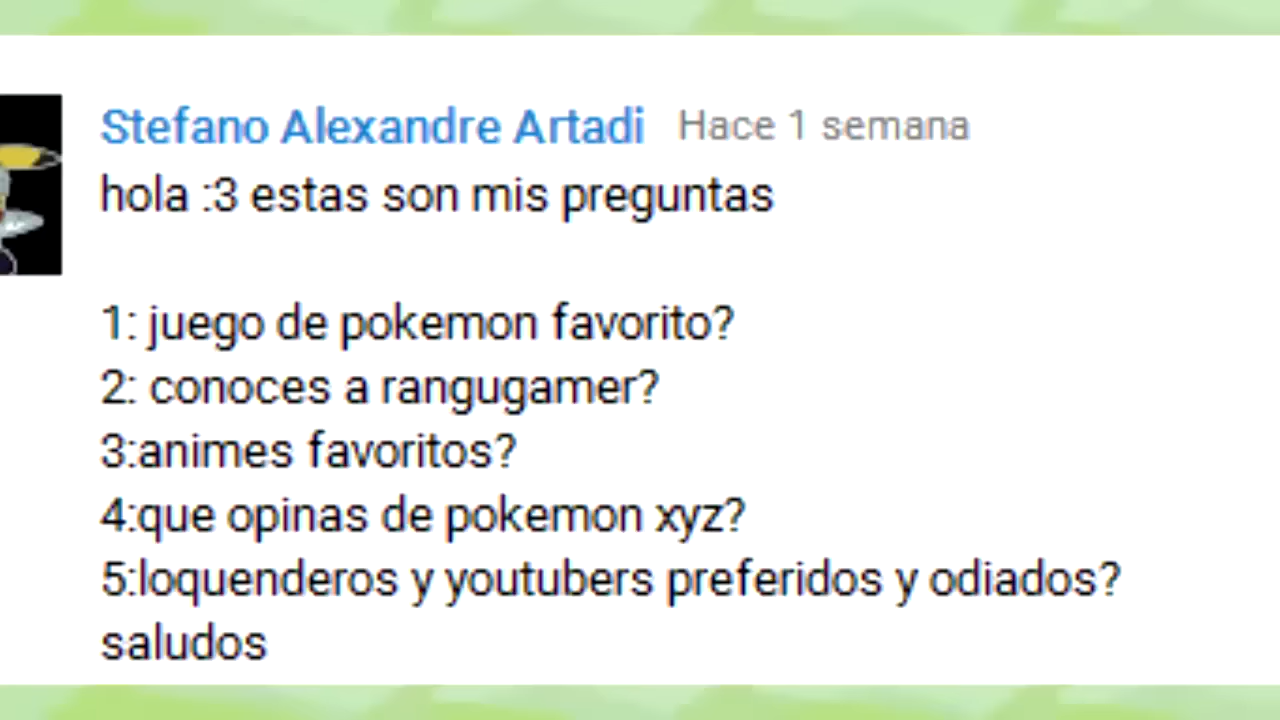 Stefano Alexandre Artadi Hace 1 semana
hola :3 estas son mis preguntas
1: juego de pokemon favorito?
2: conoces a rangugamer?
3:animes favoritos?
4:que opinas de pokemon xyz?
5:loquenderos y youtubers preferidos y odiados?
saludos